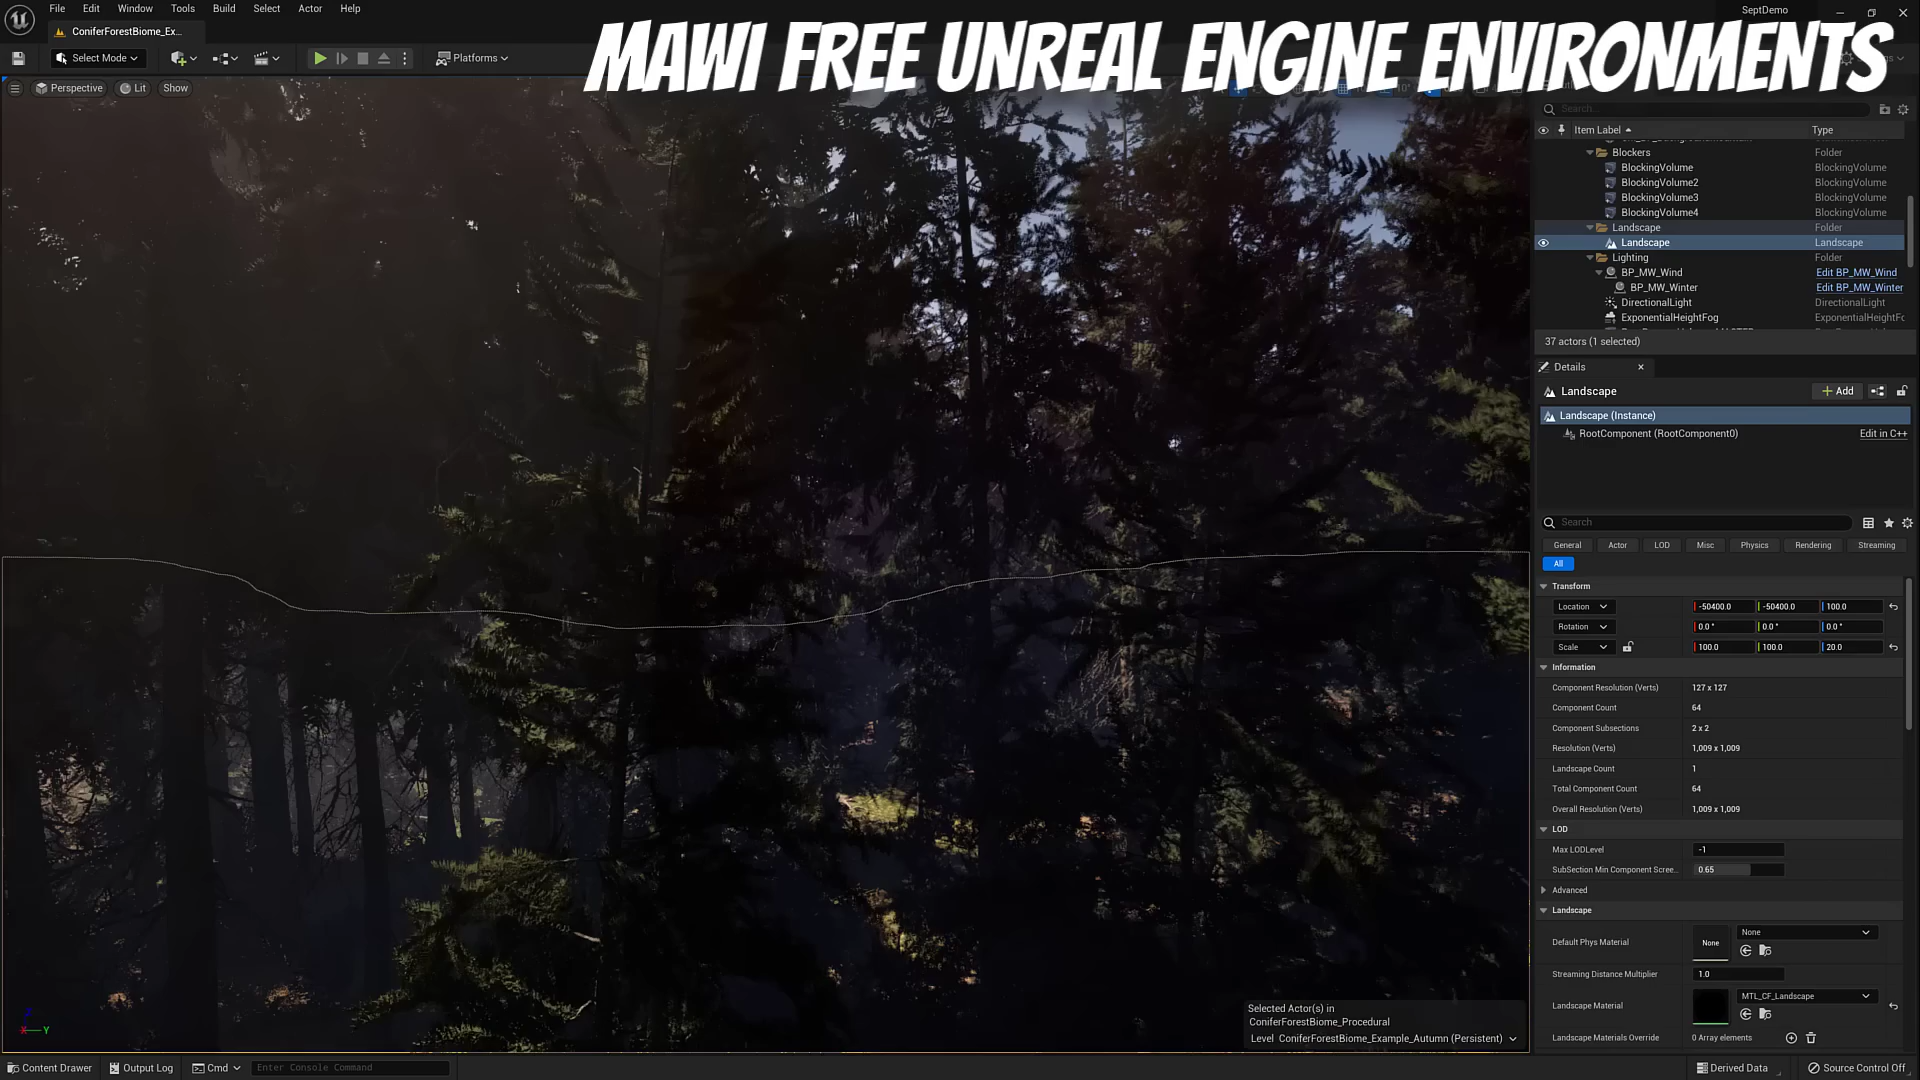 File Edit Window Tools Build Select Actor Help
SeptDemo
MAWI FREE UNREAL ENGINE ENVIRONMENTS
ConiferForestBiome_Ex...
Select Mode
Platforms
Perspective Lit Show
Search...
Item Label Type
Blockers Folder
BlockingVolume BlockingVolume
BlockingVolume2 BlockingVolume
BlockingVolume3 BlockingVolume
BlockingVolume4 BlockingVolume
Landscape Folder
Landscape Landscape
Lighting Folder
BP_MW_Wind Edit BP_MW_Wind
BP_MW_Winter Edit BP_MW_Winter
DirectionalLight DirectionalLight
ExponentialHeightFog ExponentialHeightFo
37 actors (1 selected)
Details
Landscape
Add
Landscape (Instance)
RootComponent (RootComponent0) Edit in C++
Search
General Actor LOD Misc Physics Rendering Streaming
All
Transform
Location -50400.0 -50400.0 100.0
Rotation 0.0 ° 0.0 ° 0.0 °
Scale 100.0 100.0 20.0
Information
Component Resolution (Verts) 127 x 127
Component Count 64
Component Subsections 2 x 2
Resolution (Verts) 1,009 x 1,009
Landscape Count 1
Total Component Count 64
Overall Resolution (Verts) 1,009 x 1,009
LOD
Max LODLevel -1
SubSection Min Component Scree... 0.65
Advanced
Landscape
Default Phys Material None None
Streaming Distance Multiplier 1.0
Landscape Material MTL_CF_Landscape
Landscape Materials Override 0 Array elements
Selected Actor(s) in
ConiferForestBiome_Procedural
Level ConiferForestBiome_Example_Autumn (Persistent)
X Y
Content Drawer Output Log Cmd Enter Console Command Derived Data Source Control Off